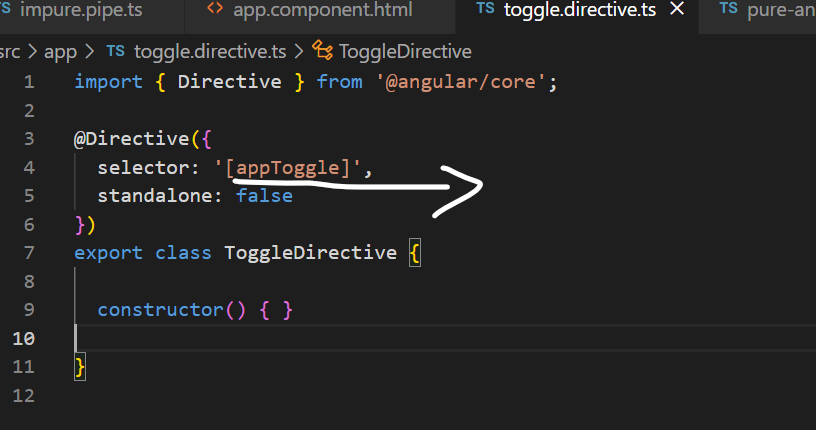 TS impure.pipe.ts <> app.component.html TS toggle.directive.ts × TS pure-an
src > app > TS toggle.directive.ts > ToggleDirective
1 import { Directive } from '@angular/core';
2
3 @Directive({
4 selector: '[appToggle]',
5 standalone: false
6 })
7 export class ToggleDirective {
8
9 constructor() { }
10
11 }
12